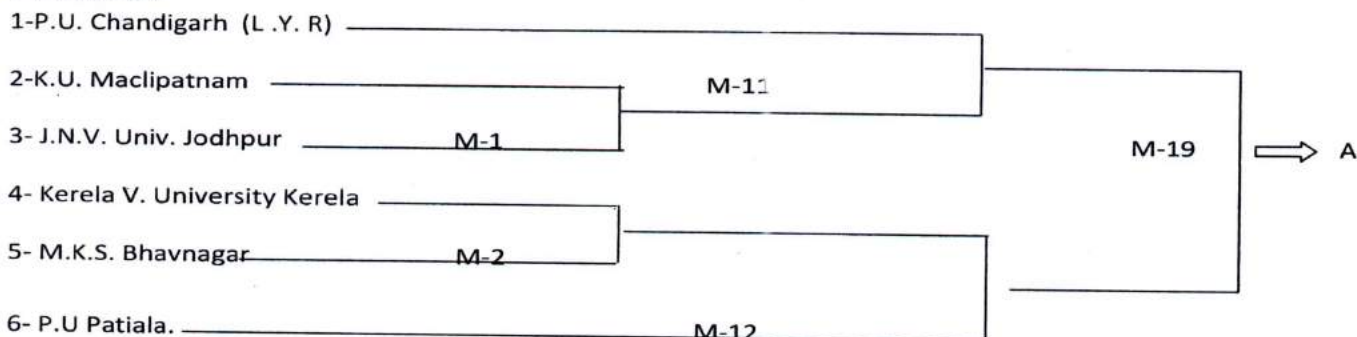 1-P.U. Chandigarh (L .Y. R)
2-K.U. Maclipatnam
M-11
3- J.N.V. Univ. Jodhpur M-1
M-19 A
4- Kerela V. University Kerela
5- M.K.S. Bhavnagar M-2
6- P.U Patiala. M-12